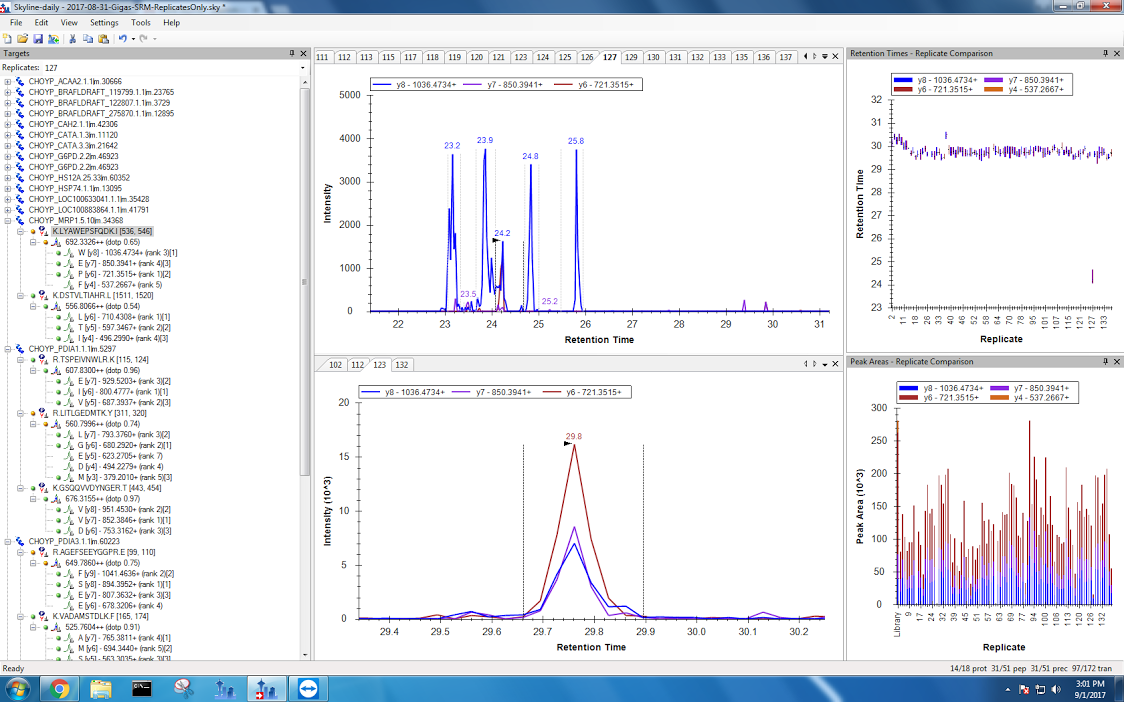 Skyline-daily - 2017-08-31-Gigas-SRM-ReplicatesOnly.sky *
File Edit View Settings Tools Help
Targets
Replicates: 127
CHOYP_ACAA2.1.1|m.30666
CHOYP_BRAFLDRAFT_119799.1.1|m.23765
CHOYP_BRAFLDRAFT_122807.1.1|m.3729
CHOYP_BRAFLDRAFT_275870.1.1|m.12895
CHOYP_CAH2.1.1|m.42306
CHOYP_CATA.1.3|m.11120
CHOYP_CATA.3.3|m.21642
CHOYP_G6PD.2.2|m.46923
CHOYP_G6PD.2.2|m.46923
CHOYP_HS12A.25.33|m.60352
CHOYP_HSP74.1.1|m.13095
CHOYP_LOC100633041.1.1|m.35428
CHOYP_LOC100883864.1.1|m.41791
CHOYP_MRP1.5.10|m.34368
K.LYAWEPSFQDK.I [536, 546]
692.3326++ (dotp 0.65)
W [y8] - 1036.4734+ (rank 3)[1]
E [y7] - 850.3941+ (rank 4)[3]
P [y6] - 721.3515+ (rank 1)[2]
F [y4] - 537.2667+ (rank 5)
K.DSTVLTIAHR.L [1511, 1520]
556.8066++ (dotp 0.54)
L [y6] - 710.4308+ (rank 1)[1]
T [y5] - 597.3467+ (rank 2)[2]
I [y4] - 496.2990+ (rank 4)[3]
CHOYP_PDIA1.1.1|m.5297
R.TSPEIVNWLR.K [115, 124]
607.8300++ (dotp 0.96)
E [y7] - 929.5203+ (rank 3)[2]
I [y6] - 800.4777+ (rank 1)[1]
V [y5] - 687.3937+ (rank 2)[3]
R.LITLGEDMTK.Y [311, 320]
560.7996++ (dotp 0.74)
L [y7] - 793.3760+ (rank 3)[2]
G [y6] - 680.2920+ (rank 2)[1]
E [y5] - 623.2705+ (rank 7)
D [y4] - 494.2279+ (rank 4)
M [y3] - 379.2010+ (rank 5)[3]
K.GSQQVVDYNGER.T [443, 454]
676.3155++ (dotp 0.97)
V [y8] - 951.4530+ (rank 2)[2]
V [y7] - 852.3846+ (rank 1)[1]
D [y6] - 753.3162+ (rank 3)[3]
CHOYP_PDIA3.1.1|m.60223
R.AGEFSEEYGGPR.E [99, 110]
649.7860++ (dotp 0.75)
F [y9] - 1041.4636+ (rank 2)[2]
S [y8] - 894.3952+ (rank 1)[1]
E [y7] - 807.3632+ (rank 3)[3]
E [y6] - 678.3206+ (rank 4)
K.VADAMSTDLK.F [165, 174]
525.7604++ (dotp 0.91)
A [y7] - 765.3811+ (rank 4)[1]
M [y6] - 694.3440+ (rank 5)[2]
S [y5] - 563.3035+ (rank 7)[3]
111 112 113 115 117 118 119 120 121 122 123 125 126 127 129 130 131 132 133 134 135 136 137
y8 - 1036.4734+ y7 - 850.3941+ y6 - 721.3515+
Intensity
5000
4000
3000
2000
1000
0
23.2 23.9 24.8 25.8
24.2
23.5 25.2
22 23 24 25 26 27 28 29 30 31
Retention Time
102 112 123 132
y8 - 1036.4734+ y7 - 850.3941+ y6 - 721.3515+
Intensity (10^3)
20
15
10
5
0
29.8
29.4 29.5 29.6 29.7 29.8 29.9 30.0 30.1 30.2
Retention Time
Retention Times - Replicate Comparison
y8 - 1036.4734+ y7 - 850.3941+
y6 - 721.3515+ y4 - 537.2667+
Retention Time
32
31
30
29
28
27
26
25
24
23
2 11 18 26 33 40 46 52 58 64 72 78 89 95 101 107 115 121 127 133
Replicate
Peak Areas - Replicate Comparison
y8 - 1036.4734+ y7 - 850.3941+
y6 - 721.3515+ y4 - 537.2667+
Peak Area (10^3)
300
250
200
150
100
50
0
Library 9 17 24 32 38 45 51 56 63 69 77 84 94 100 106 113 120 126 132
Replicate
Ready
14/18 prot 31/51 pep 31/51 prec 97/172 tran
3:01 PM
9/1/2017